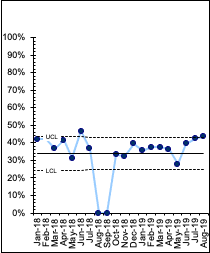 100%
90%
80%
70%
60%
50%
40%
30%
20%
10%
0%
UCL
LCL
Jan-18
Feb-18
Mar-18
Apr-18
May-18
Jun-18
Jul-18
Aug-18
Sep-18
Oct-18
Nov-18
Dec-18
Jan-19
Feb-19
Mar-19
Apr-19
May-19
Jun-19
Jul-19
Aug-19